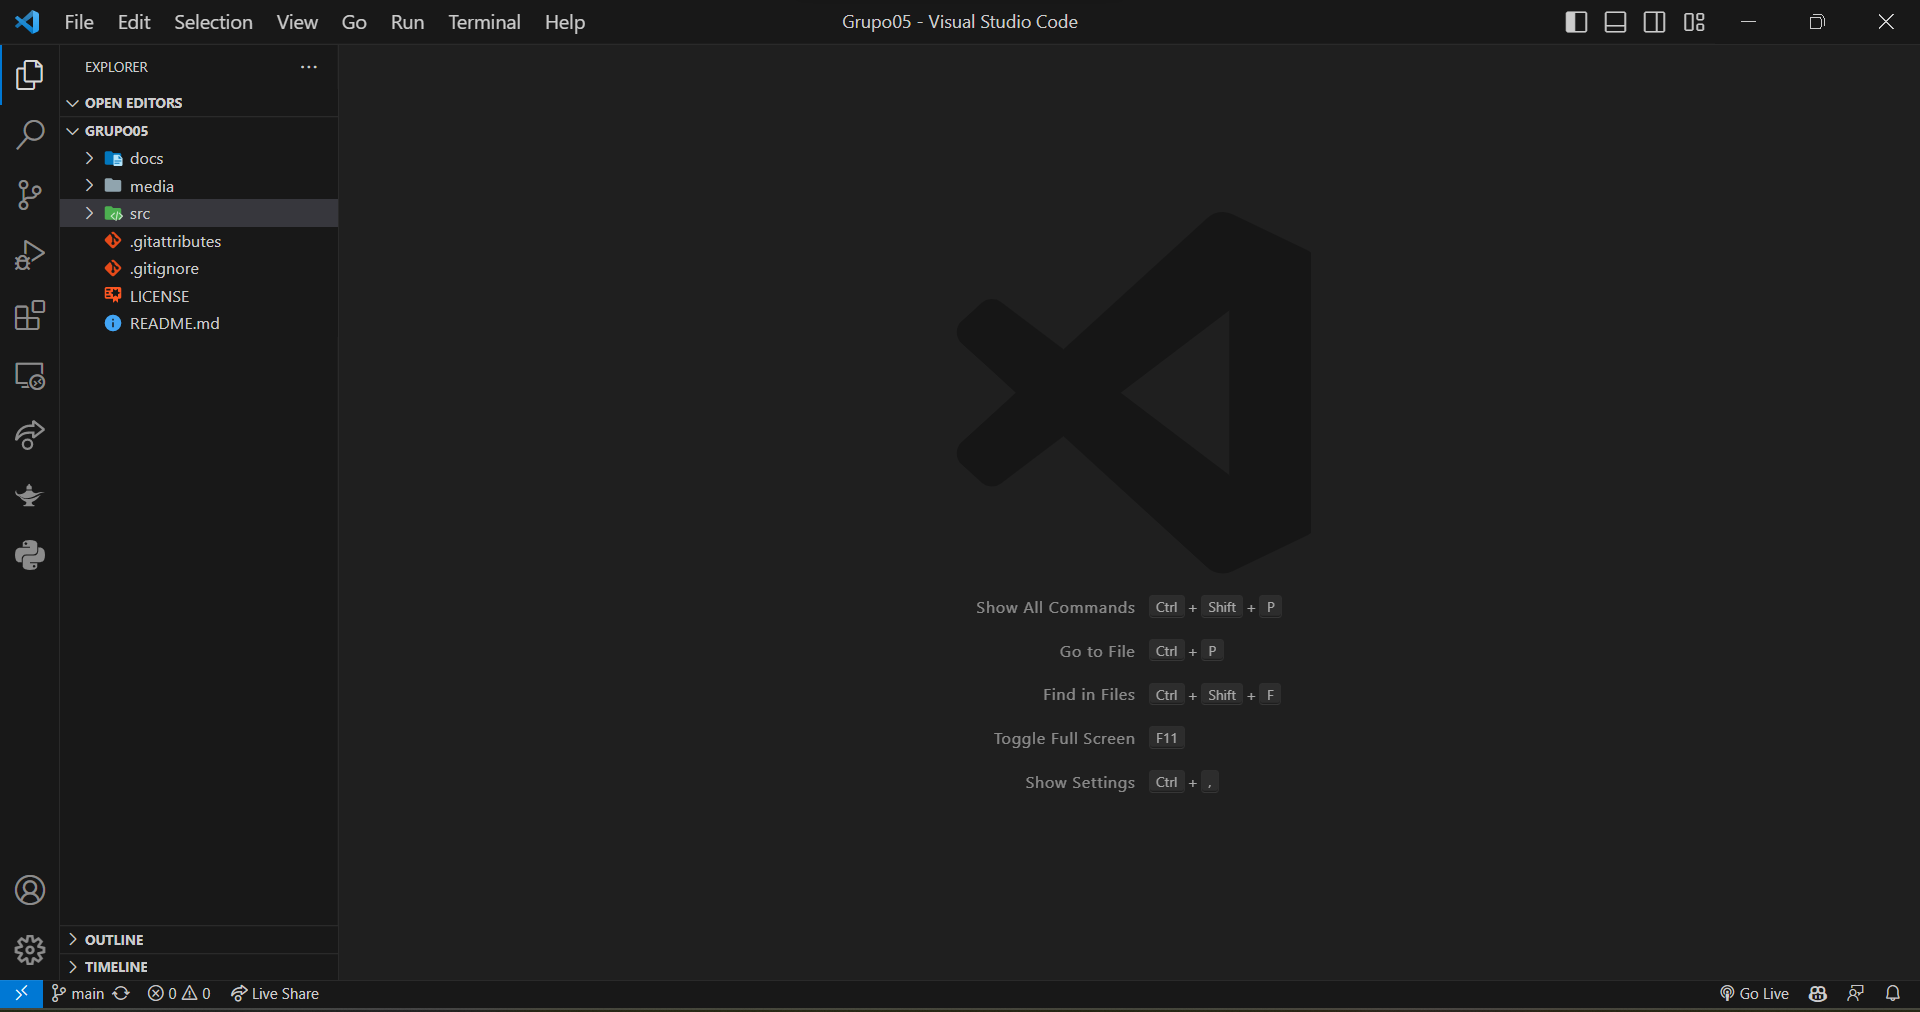 File Edit Selection View Go Run Terminal Help
Grupo05 - Visual Studio Code
EXPLORER
OPEN EDITORS
GRUPO05
docs
media
src
.gitattributes
.gitignore
LICENSE
README.md
Show All Commands Ctrl + Shift + P
Go to File Ctrl + P
Find in Files Ctrl + Shift + F
Toggle Full Screen F11
Show Settings Ctrl + ,
OUTLINE
TIMELINE
main 0 0 Live Share
Go Live